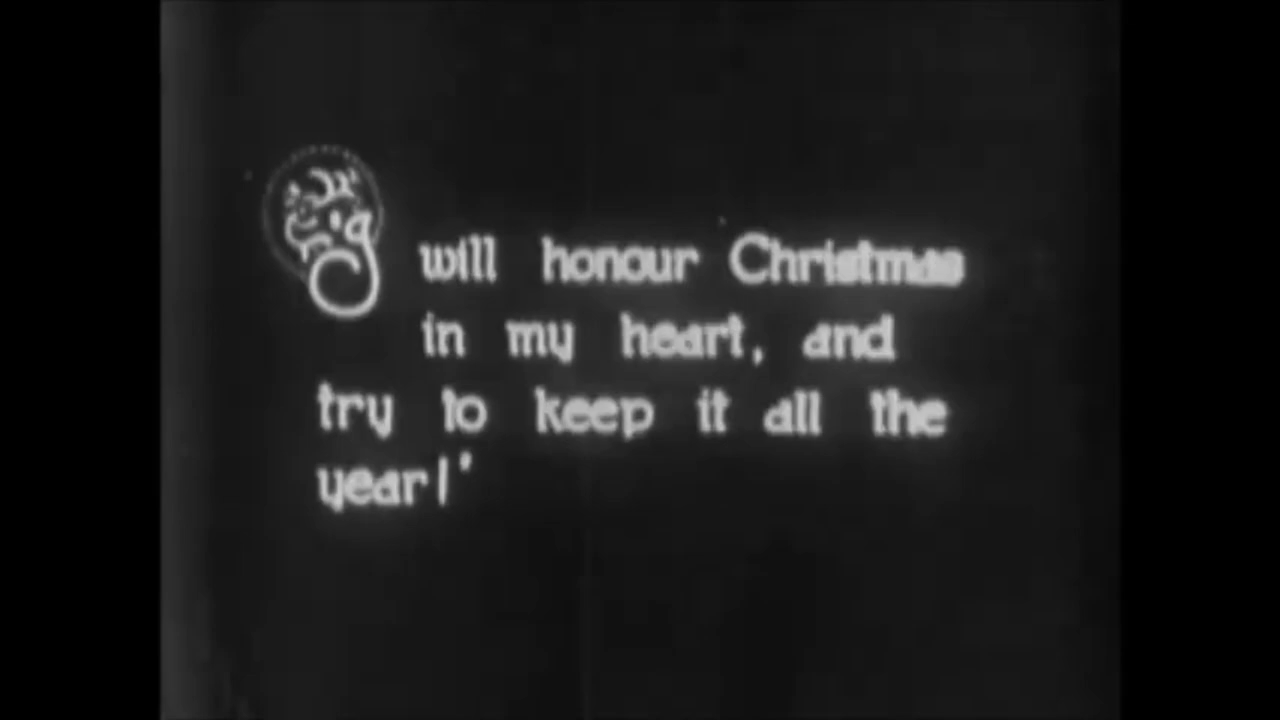 I will honour Christmas
in my heart, and
try to keep it all the
year!'